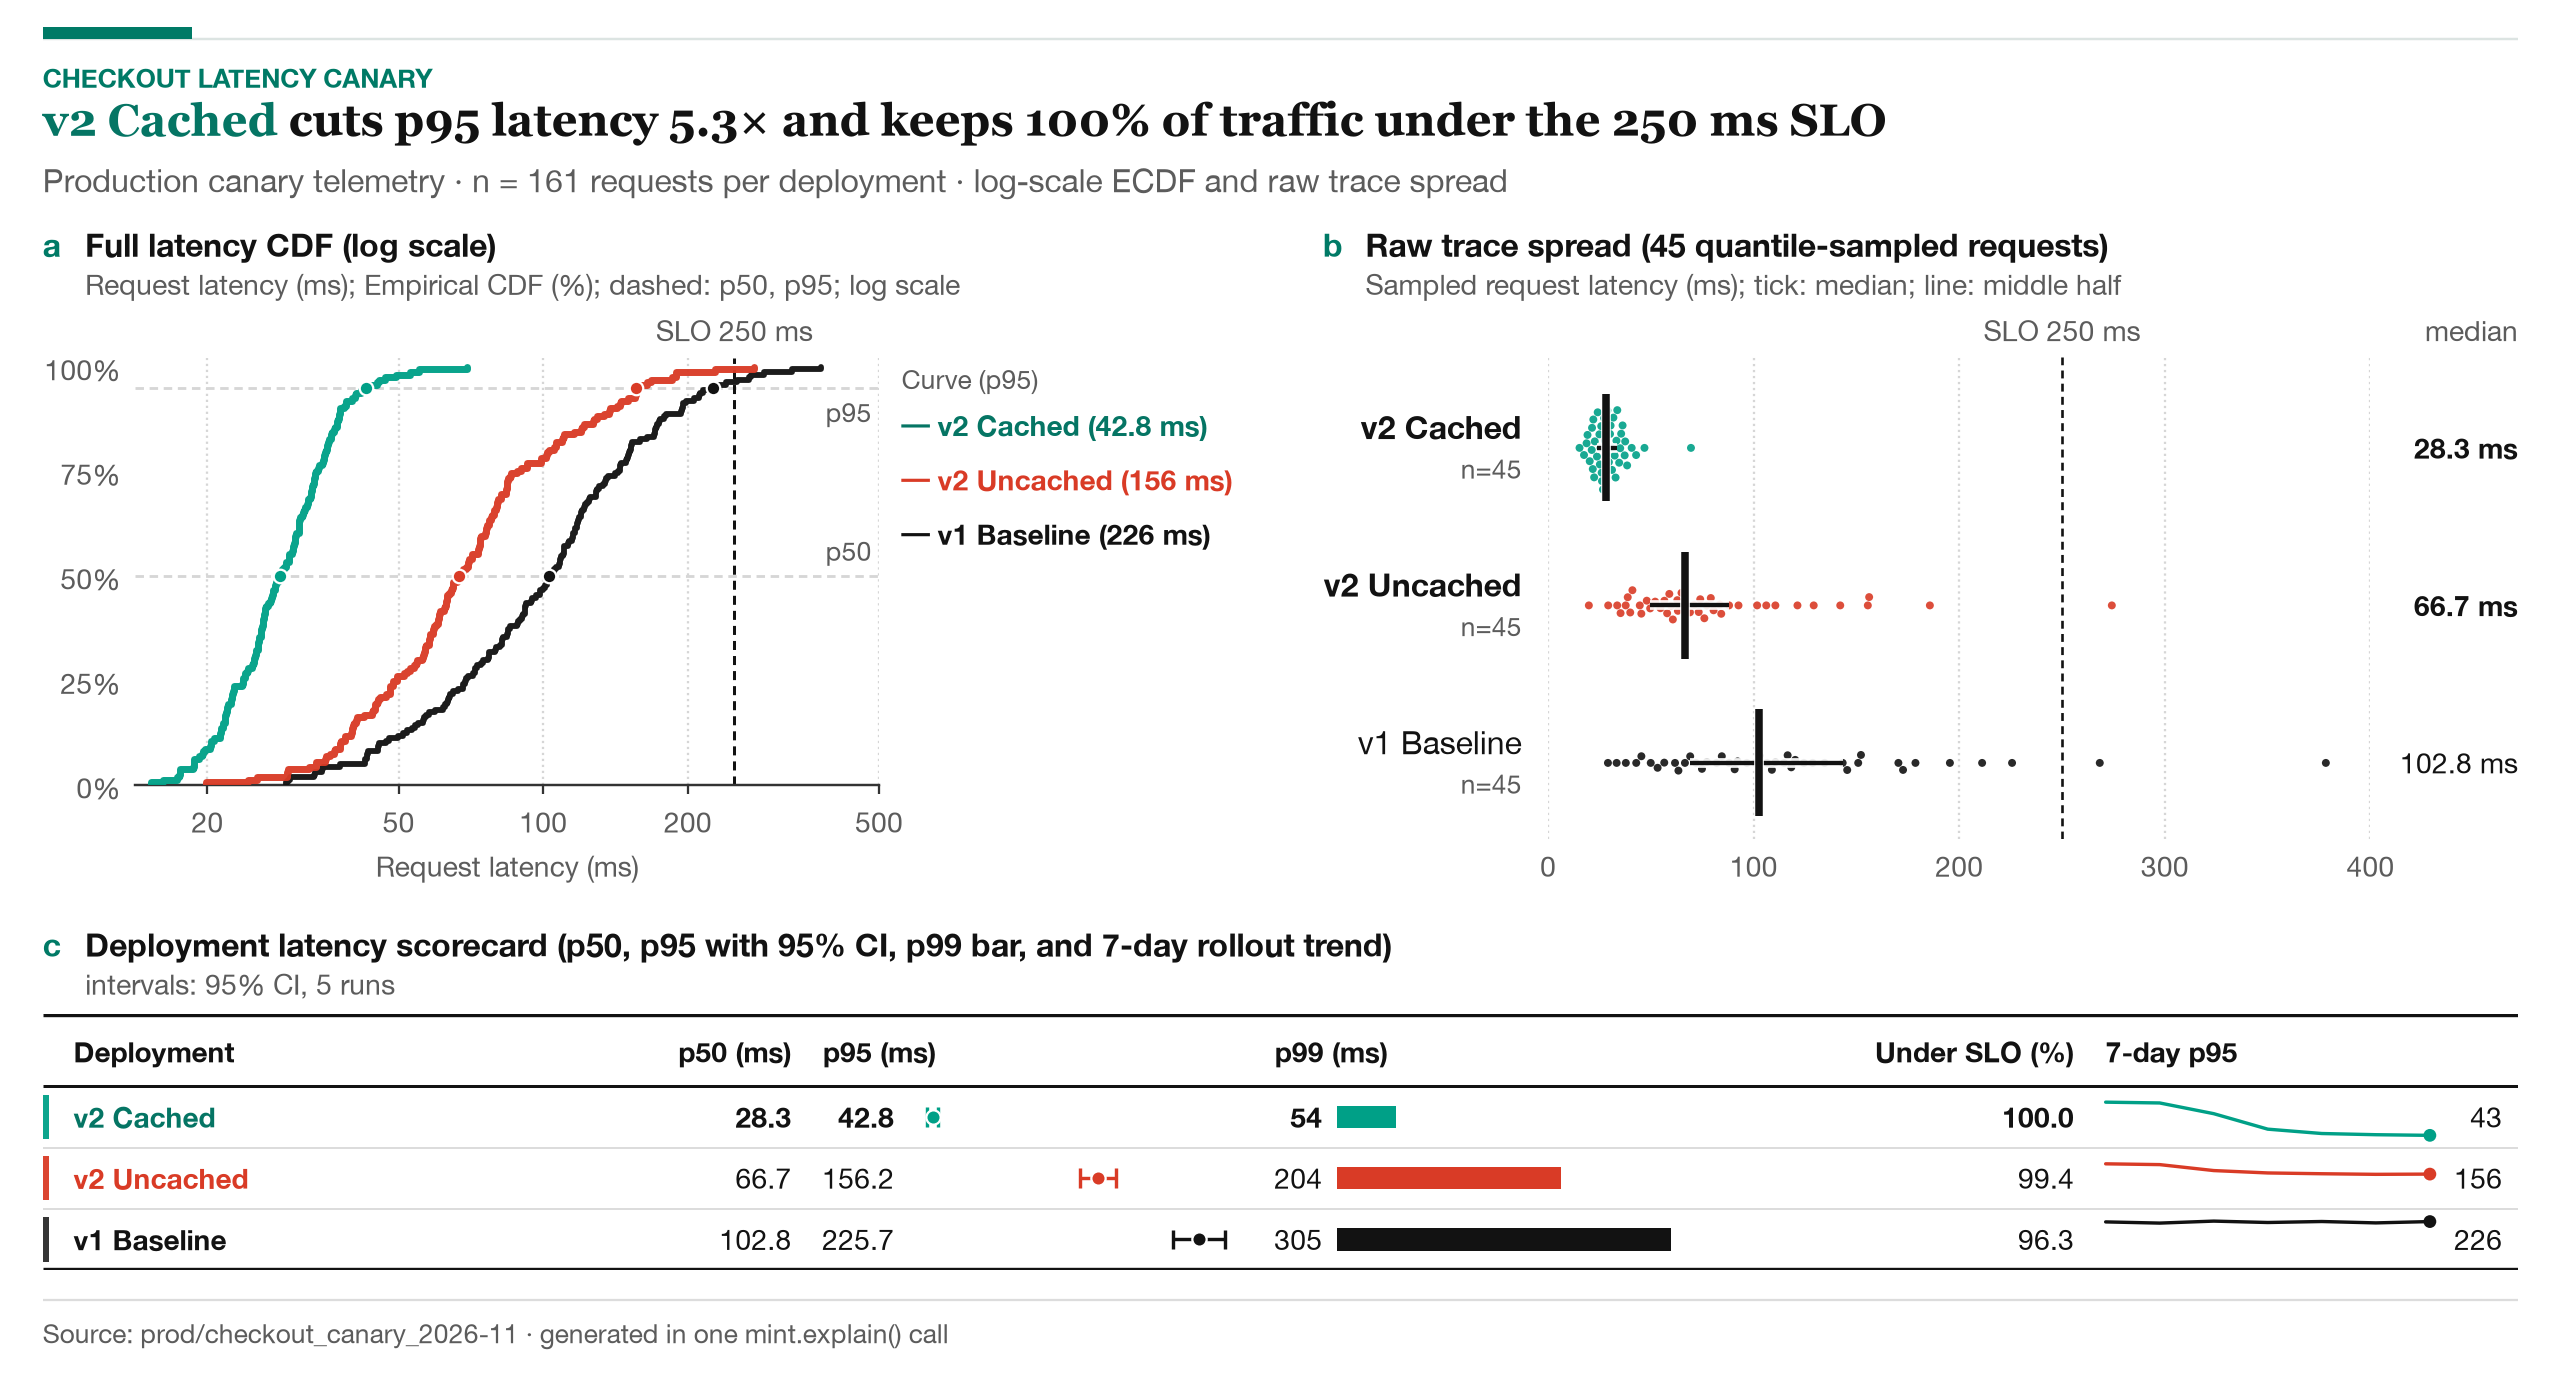 CHECKOUT LATENCY CANARY
v2 Cached cuts p95 latency 5.3× and keeps 100% of traffic under the 250 ms SLO
Production canary telemetry · n = 161 requests per deployment · log-scale ECDF and raw trace spread
a Full latency CDF (log scale)
Request latency (ms); Empirical CDF (%); dashed: p50, p95; log scale
SLO 250 ms
100%
75%
50%
25%
0%
p95
p50
20 50 100 200 500
Request latency (ms)
Curve (p95)
v2 Cached (42.8 ms)
v2 Uncached (156 ms)
v1 Baseline (226 ms)
b Raw trace spread (45 quantile-sampled requests)
Sampled request latency (ms); tick: median; line: middle half
SLO 250 ms median
v2 Cached
n=45
28.3 ms
v2 Uncached
n=45
66.7 ms
v1 Baseline
n=45
102.8 ms
0 100 200 300 400
c Deployment latency scorecard (p50, p95 with 95% CI, p99 bar, and 7-day rollout trend)
intervals: 95% CI, 5 runs
Deployment p50 (ms) p95 (ms) p99 (ms) Under SLO (%) 7-day p95
v2 Cached 28.3 42.8 54 100.0 43
v2 Uncached 66.7 156.2 204 99.4 156
v1 Baseline 102.8 225.7 305 96.3 226
Source: prod/checkout_canary_2026-11 · generated in one mint.explain() call